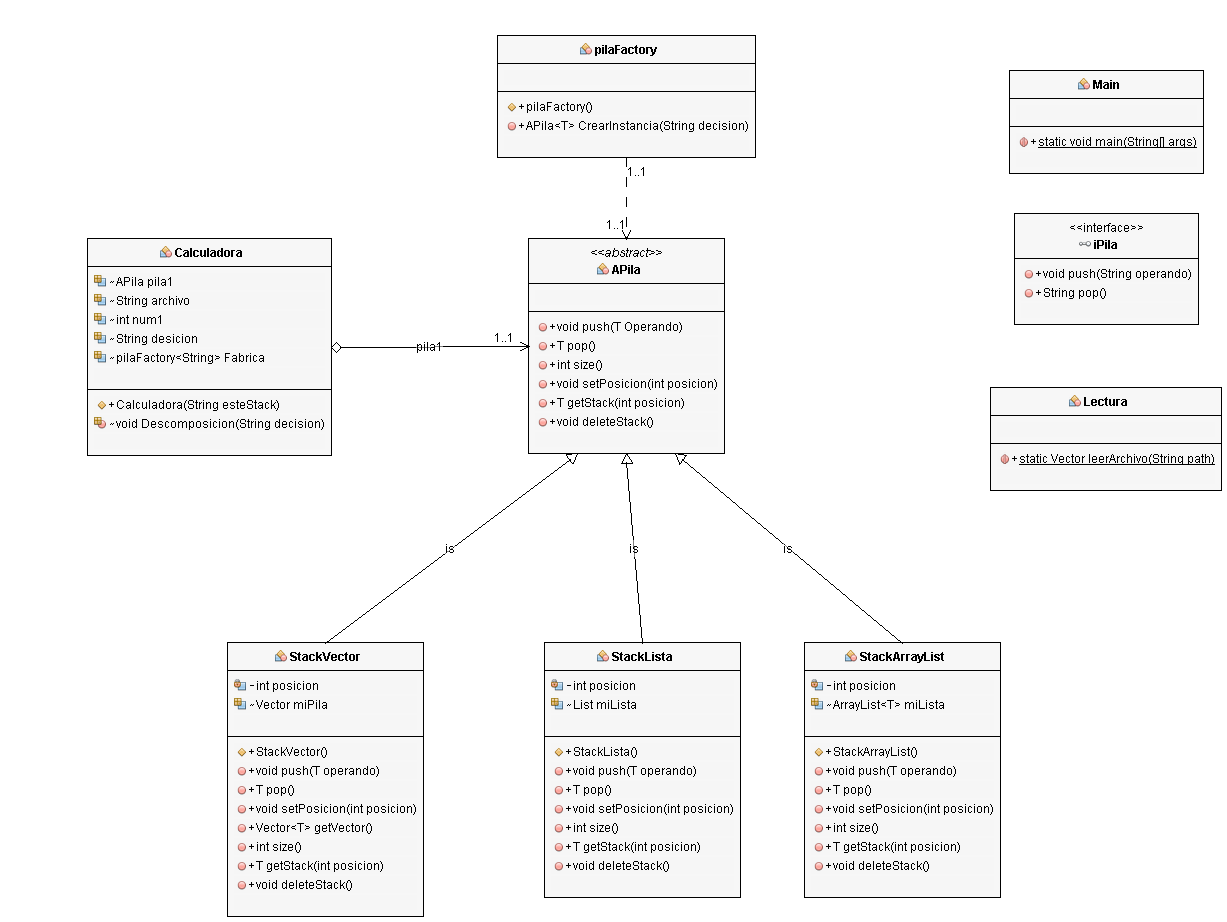 pilaFactory
+pilaFactory()
+APila<T> CrearInstancia(String decision)
1..1
1..1
Main
+static void main(String[] args)
<<interface>>
iPila
+void push(String operando)
+String pop()
Lectura
+static Vector leerArchivo(String path)
Calculadora
~APila pila1
~String archivo
~int num1
~String desicion
~pilaFactory<String> Fabrica
+Calculadora(String esteStack)
~void Descomposicion(String decision)
pila1
1..1
<<abstract>>
APila
+void push(T Operando)
+T pop()
+int size()
+void setPosicion(int posicion)
+T getStack(int posicion)
+void deleteStack()
is
is
is
StackVector
-int posicion
~Vector miPila
+StackVector()
+void push(T operando)
+T pop()
+void setPosicion(int posicion)
+Vector<T> getVector()
+int size()
+T getStack(int posicion)
+void deleteStack()
StackLista
-int posicion
~List miLista
+StackLista()
+void push(T operando)
+T pop()
+void setPosicion(int posicion)
+int size()
+T getStack(int posicion)
+void deleteStack()
StackArrayList
-int posicion
~ArrayList<T> miLista
+StackArrayList()
+void push(T operando)
+T pop()
+void setPosicion(int posicion)
+int size()
+T getStack(int posicion)
+void deleteStack()